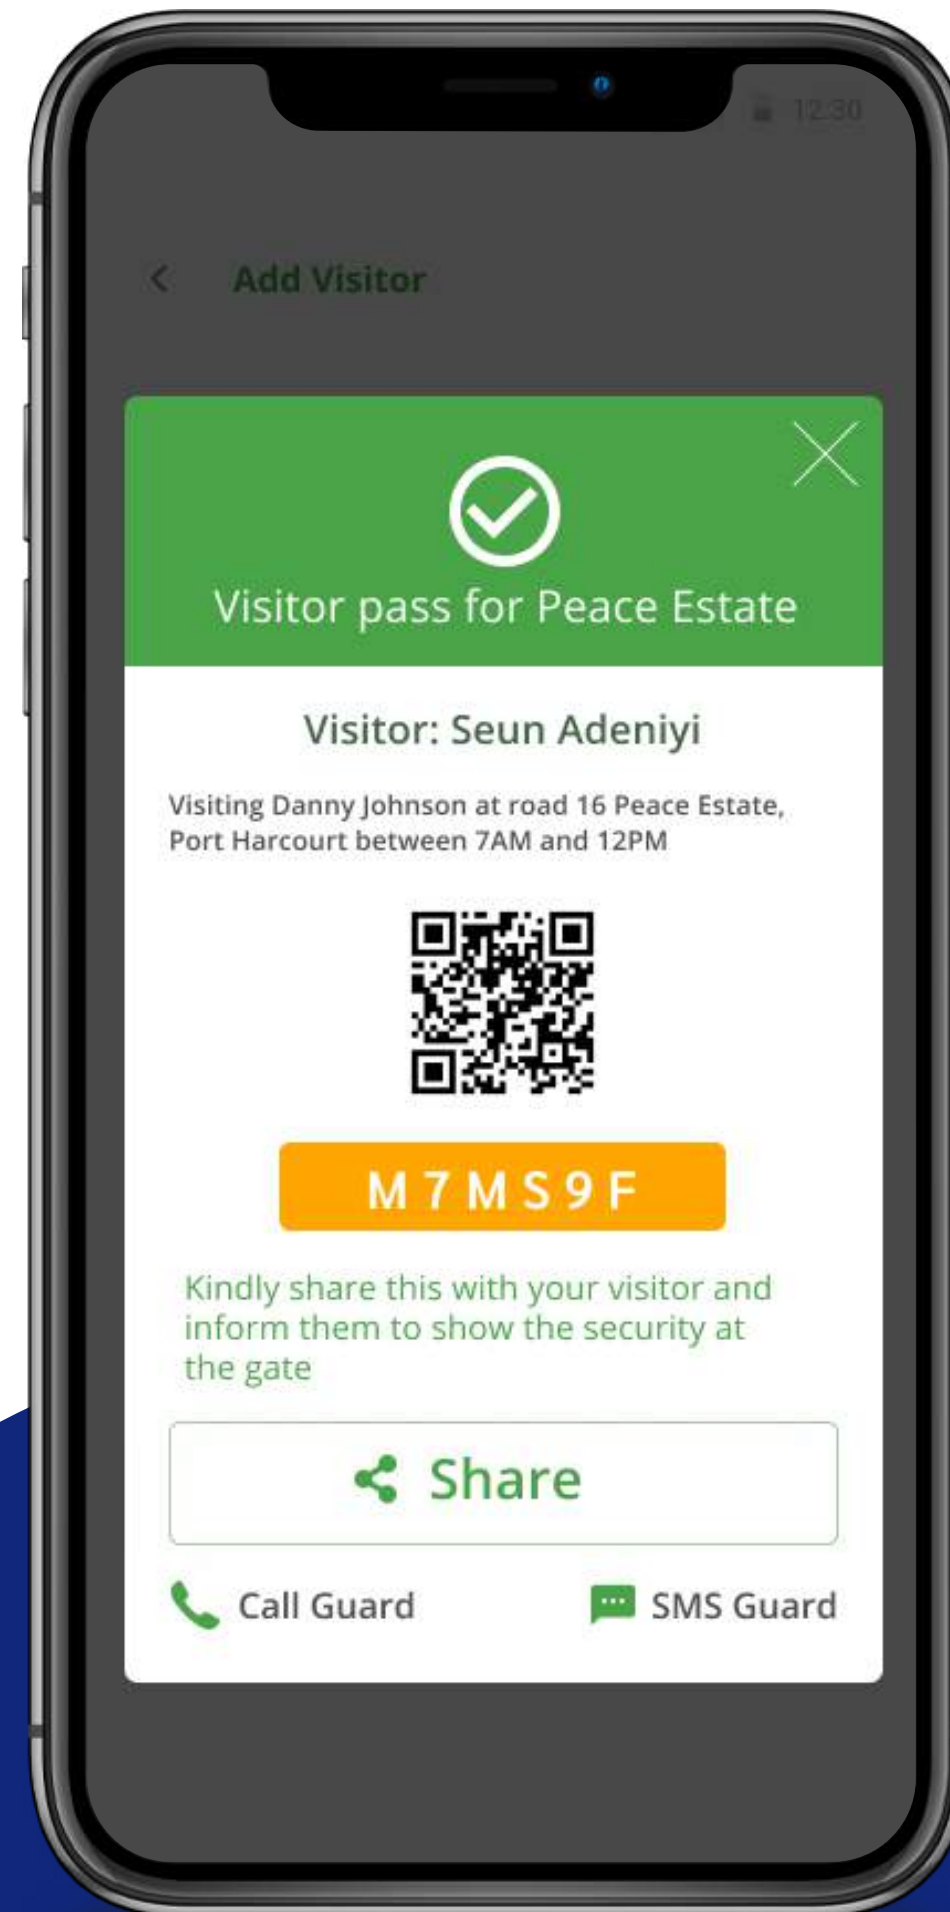 12:30
Add Visitor
Visitor pass for Peace Estate
Visitor: Seun Adeniyi
Visiting Danny Johnson at road 16 Peace Estate,
Port Harcourt between 7AM and 12PM
M7MS9F
Kindly share this with your visitor and
inform them to show the security at
the gate
Share
Call Guard
SMS Guard